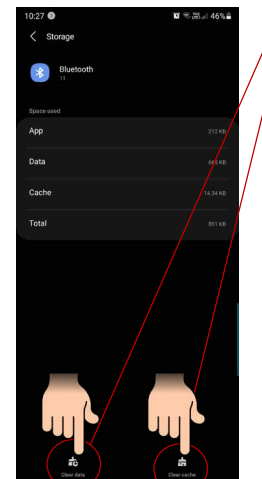 10:27
46%
Storage
Bluetooth
11
Space used
App 212 KB
Data
Cache 14.34 KB
Total 891 KB
Clear data Clear cache